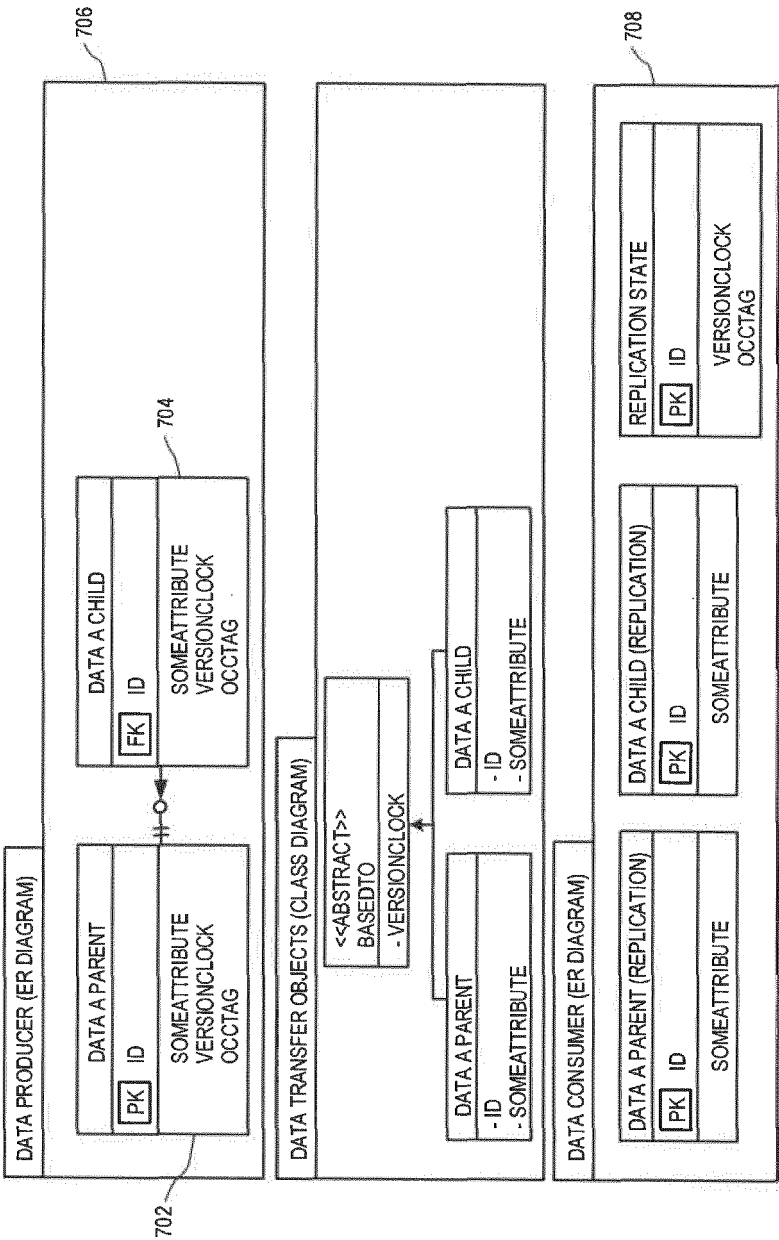 706
DATA PRODUCER (ER DIAGRAM)
702
DATA A PARENT
PK ID
SOMEATTRIBUTE
VERSIONCLOCK
OCCTAG
704
DATA A CHILD
FK ID
SOMEATTRIBUTE
VERSIONCLOCK
OCCTAG
DATA TRANSFER OBJECTS (CLASS DIAGRAM)
<<ABSTRACT>>
BASEDTO
- VERSIONCLOCK
DATA A PARENT
- ID
- SOMEATTRIBUTE
DATA A CHILD
- ID
- SOMEATTRIBUTE
708
DATA CONSUMER (ER DIAGRAM)
DATA A PARENT (REPLICATION)
PK ID
SOMEATTRIBUTE
DATA A CHILD (REPLICATION)
PK ID
SOMEATTRIBUTE
REPLICATION STATE
PK ID
VERSIONCLOCK
OCCTAG